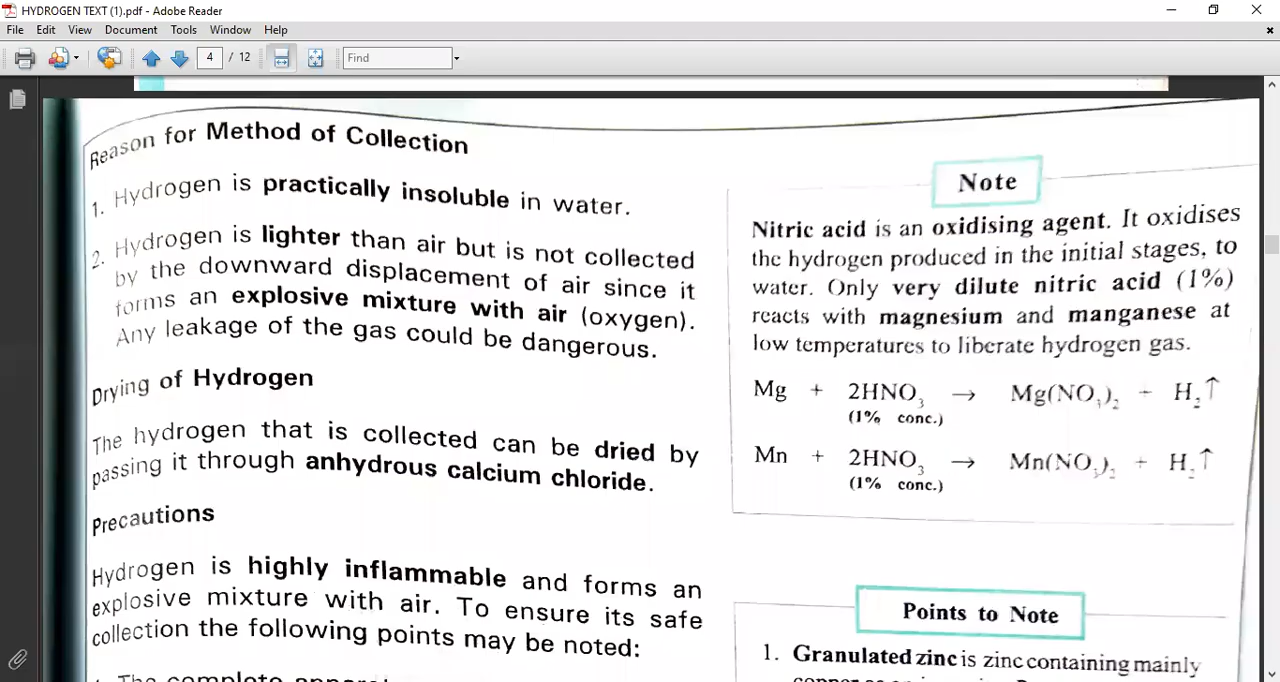 HYDROGEN TEXT (1).pdf - Adobe Reader
File Edit View Document Tools Window Help
4 / 12 Find
Reason for Method of Collection
1. Hydrogen is practically insoluble in water.
2. Hydrogen is lighter than air but is not collected
by the downward displacement of air since it
forms an explosive mixture with air (oxygen).
Any leakage of the gas could be dangerous.
Drying of Hydrogen
The hydrogen that is collected can be dried by
passing it through anhydrous calcium chloride.
Precautions
Hydrogen is highly inflammable and forms an
explosive mixture with air. To ensure its safe
collection the following points may be noted:
The complete
Note
Nitric acid is an oxidising agent. It oxidises
the hydrogen produced in the initial stages, to
water. Only very dilute nitric acid (1%)
reacts with magnesium and manganese at
low temperatures to liberate hydrogen gas.
Mg + 2HNO₃ → Mg(NO₃)₂ + H₂↑
(1% conc.)
Mn + 2HNO₃ → Mn(NO₃)₂ + H₂↑
(1% conc.)
Points to Note
1. Granulated zinc is zinc containing mainly